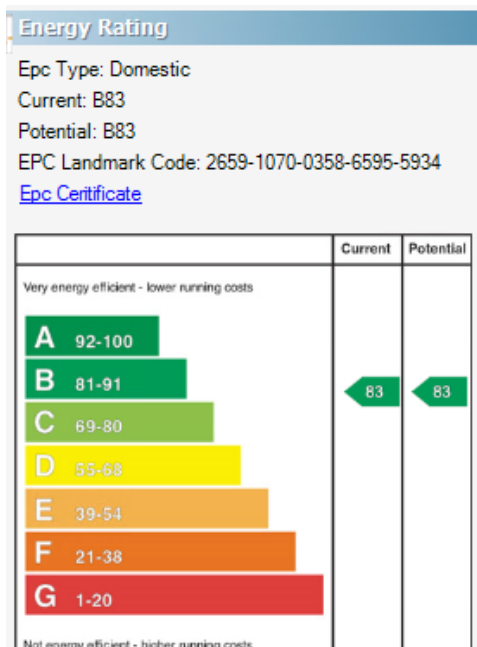 Energy Rating
Epc Type: Domestic
Current: B83
Potential: B83
EPC Landmark Code: 2659-1070-0358-6595-5934
Epc Ceritificate
Current Potential
Very energy efficient - lower running costs
A 92-100
B 81-91
83 83
C 69-80
D 55-68
E 39-54
F 21-38
G 1-20
Not energy efficient - higher running costs